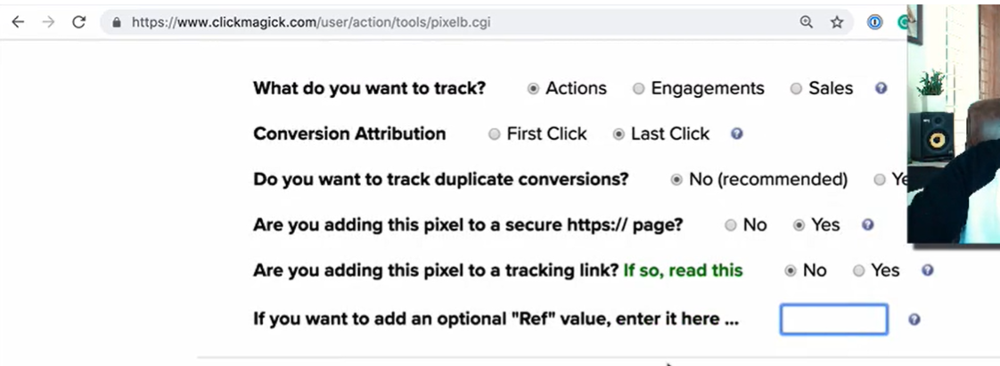 https://www.clickmagick.com/user/action/tools/pixelb.cgi
What do you want to track? Actions Engagements Sales ?
Conversion Attribution First Click Last Click ?
Do you want to track duplicate conversions? No (recommended)
Are you adding this pixel to a secure https:// page? No Yes ?
Are you adding this pixel to a tracking link? If so, read this No Yes ?
If you want to add an optional "Ref" value, enter it here ... ?